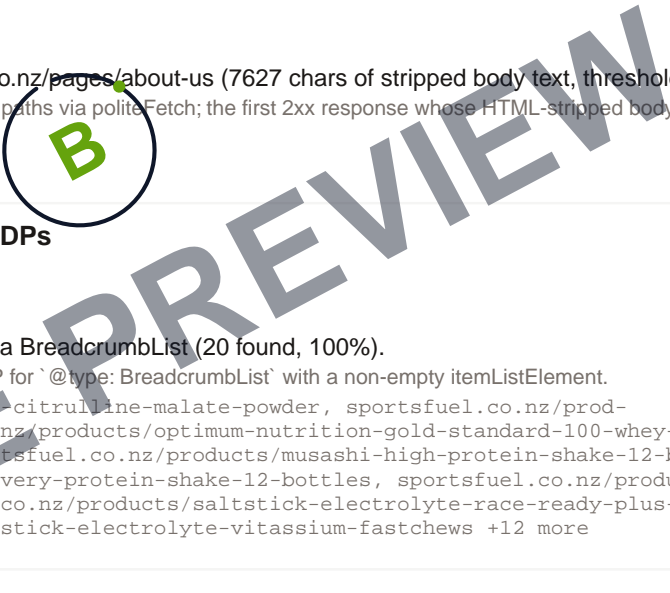 o.nz/pages/about-us (7627 chars of stripped body text, threshol
paths via politeFetch; the first 2xx response whose HTML-stripped body
B
DPs
a BreadcrumbList (20 found, 100%).
? for `@type: BreadcrumbList` with a non-empty itemListElement.
-citrulline-malate-powder, sportsfuel.co.nz/prod-
nz/products/optimum-nutrition-gold-standard-100-whey-
tsfuel.co.nz/products/musashi-high-protein-shake-12-b
very-protein-shake-12-bottles, sportsfuel.co.nz/produ
co.nz/products/saltstick-electrolyte-race-ready-plus-
stick-electrolyte-vitassium-fastchews +12 more
E PREVIEW